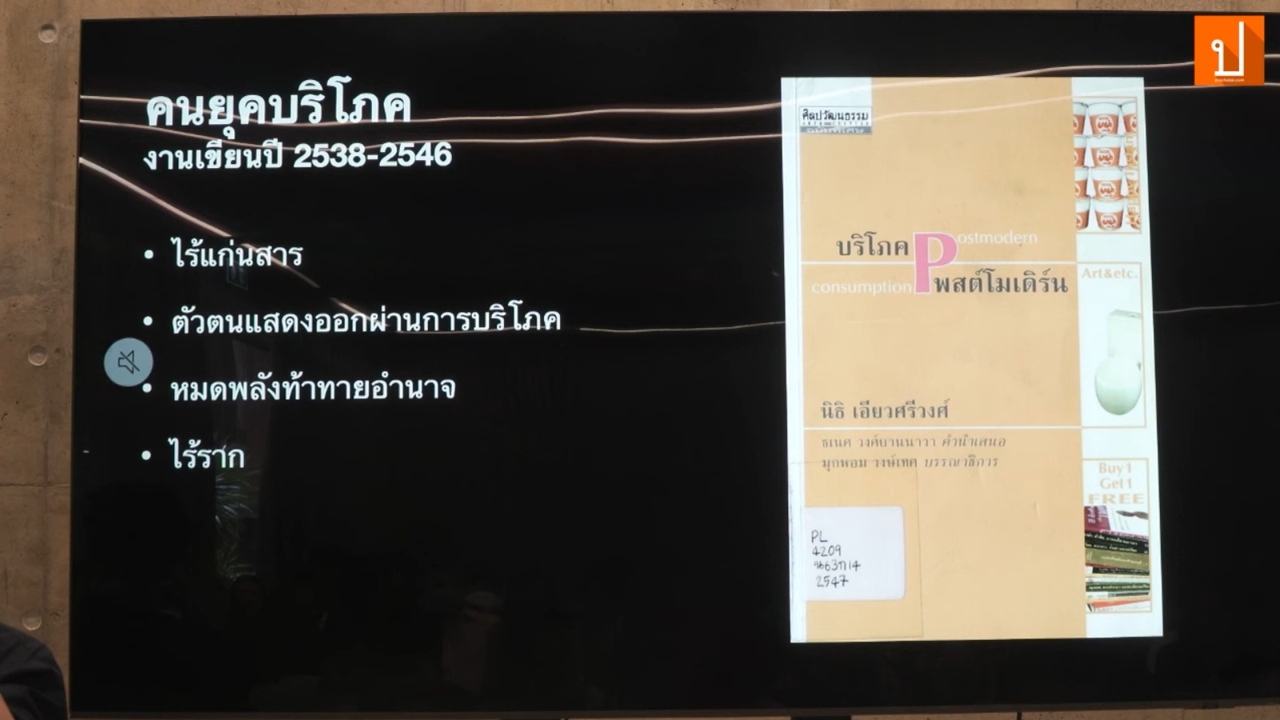 คนยุคบริโภค
งานเขียนปี 2538-2546
• ไร้แก่นสาร
• ตัวตนแสดงออกผ่านการบริโภค
• หมดพลังท้าทายอำนาจ
• ไร้ราก
ป
ศิลปวัฒนธรรม
บริโภค Postmodern
consumption พสต์โมเดิร์น
Art&etc.
นิธิ เอียวศรีวงศ์
ธเนศ วงศ์ยานนาวา คำนำเสนอ
มุกหอม วงษ์เทศ บรรณาธิการ
Buy 1
Get 1
FREE
PL
4209
2547